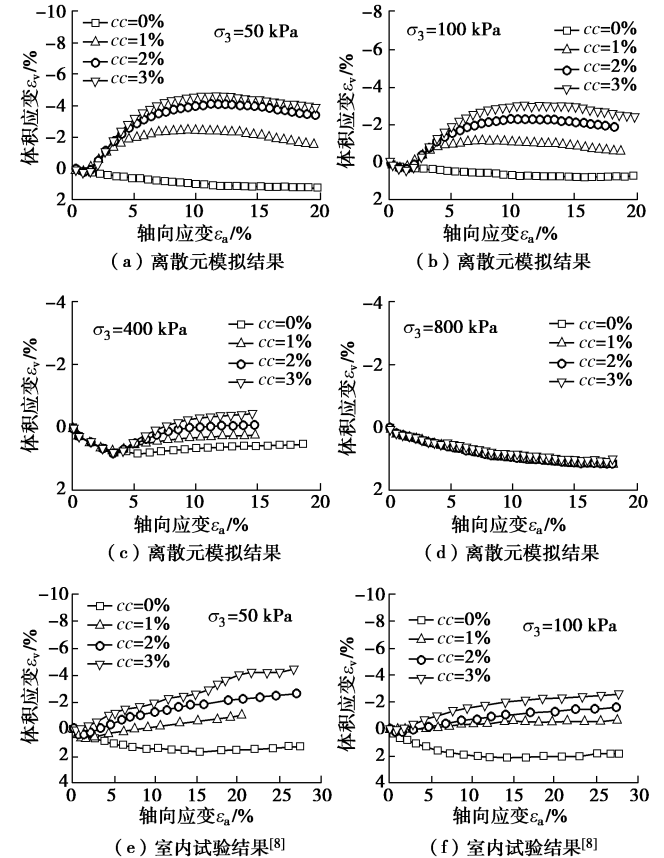 −10
−8
−6
−4
−2
0
2
体积应变εv/%
cc=0%
cc=1%
cc=2%
cc=3%
σ3=50 kPa
0 5 10 15 20
轴向应变εa/%
（a）离散元模拟结果
−8
−6
−4
−2
0
2
体积应变εv/%
σ3=100 kPa
cc=0%
cc=1%
cc=2%
cc=3%
0 5 10 15 20
轴向应变εa/%
（b）离散元模拟结果
−4
−2
0
2
体积应变εv/%
σ3=400 kPa
cc=0%
cc=1%
cc=2%
cc=3%
0 5 10 15 20
轴向应变εa/%
（c）离散元模拟结果
−4
−2
0
2
体积应变εv/%
σ3=800 kPa
cc=0%
cc=1%
cc=2%
cc=3%
0 5 10 15 20
轴向应变εa/%
（d）离散元模拟结果
−10
−8
−6
−4
−2
0
2
4
体积应变εv/%
cc=0%
cc=1%
cc=2%
cc=3%
σ3=50 kPa
0 5 10 15 20 25 30
轴向应变εa/%
（e）室内试验结果[8]
−10
−8
−6
−4
−2
0
2
4
体积应变εv/%
cc=0%
cc=1%
cc=2%
cc=3%
σ3=100 kPa
0 5 10 15 20 25 30
轴向应变εa/%
（f）室内试验结果[8]